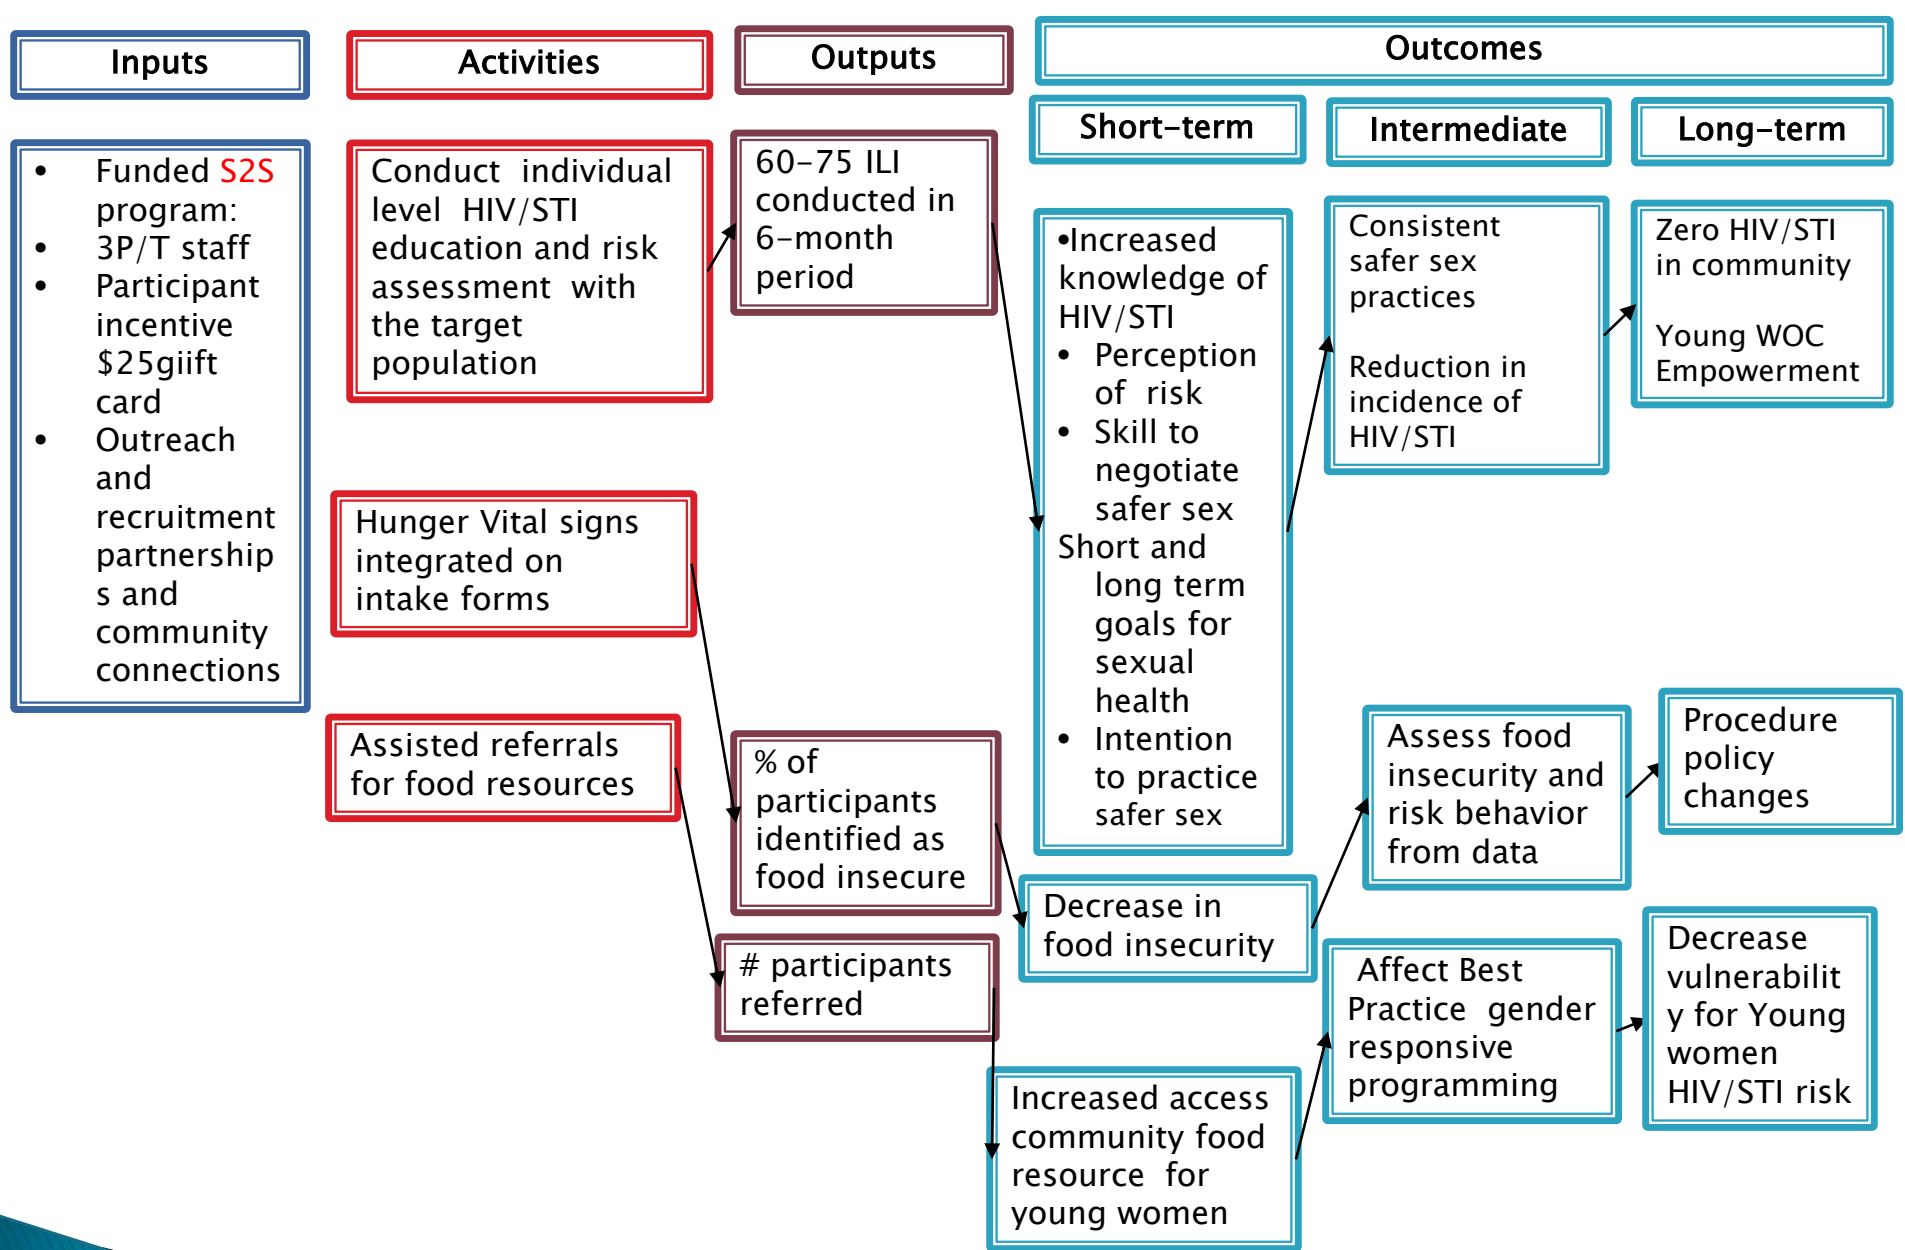 Inputs
Activities
Outputs
Outcomes
Short-term
Intermediate
Long-term
• Funded S2S
program:
• 3P/T staff
• Participant
incentive
$25giift
card
• Outreach
and
recruitment
partnership
s and
community
connections
Conduct individual
level HIV/STI
education and risk
assessment with
the target
population
Hunger Vital signs
integrated on
intake forms
Assisted referrals
for food resources
60-75 ILI
conducted in
6-month
period
% of
participants
identified as
food insecure
# participants
referred
•Increased
knowledge of
HIV/STI
• Perception
of risk
• Skill to
negotiate
safer sex
Short and
long term
goals for
sexual
health
• Intention
to practice
safer sex
Decrease in
food insecurity
Increased access
community food
resource for
young women
Consistent
safer sex
practices
Reduction in
incidence of
HIV/STI
Assess food
insecurity and
risk behavior
from data
Affect Best
Practice gender
responsive
programming
Zero HIV/STI
in community
Young WOC
Empowerment
Procedure
policy
changes
Decrease
vulnerabilit
y for Young
women
HIV/STI risk